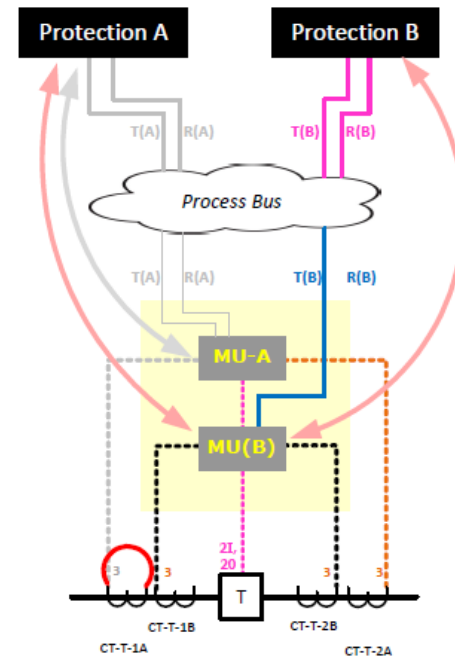 Protection A
Protection B
T(A)
R(A)
T(B)
R(B)
Process Bus
T(A)
R(A)
T(B)
R(B)
MU-A
MU(B)
2I,
20
3
3
3
3
T
CT-T-1A
CT-T-1B
CT-T-2B
CT-T-2A